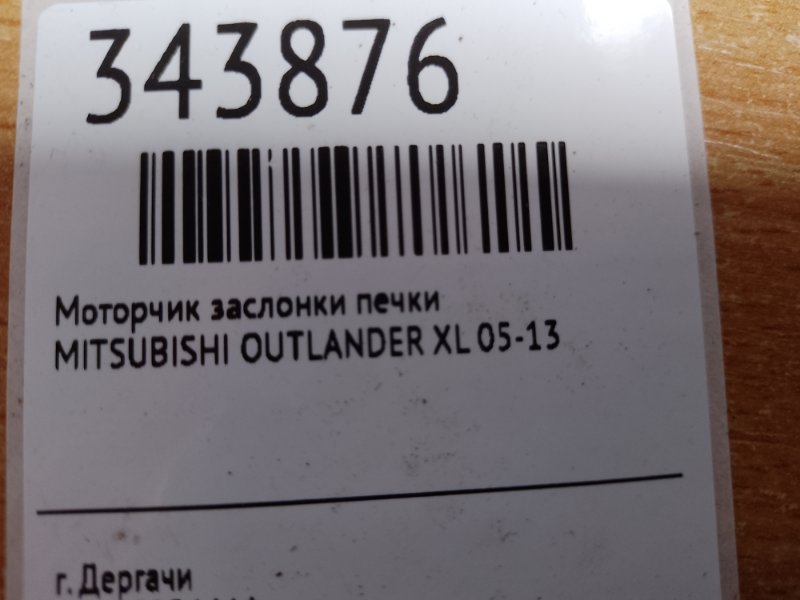 343876
Моторчик заслонки печки
MITSUBISHI OUTLANDER XL 05-13
г. Дергачи